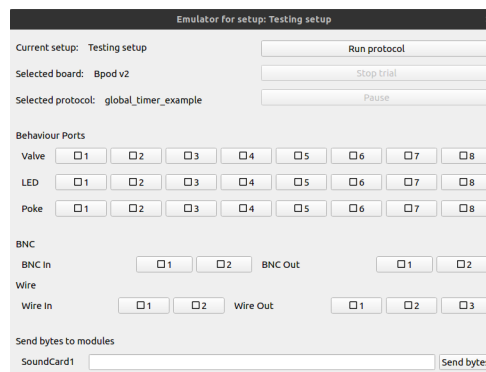 Emulator for setup: Testing setup
Current setup: Testing setup Run protocol
Selected board: Bpod v2 Stop trial
Selected protocol: global_timer_example Pause
Behaviour Ports
Valve 1 2 3 4 5 6 7 8
LED 1 2 3 4 5 6 7 8
Poke 1 2 3 4 5 6 7 8
BNC
BNC In 1 2 BNC Out 1 2
Wire
Wire In 1 2 Wire Out 1 2 3
Send bytes to modules
SoundCard1 Send byte